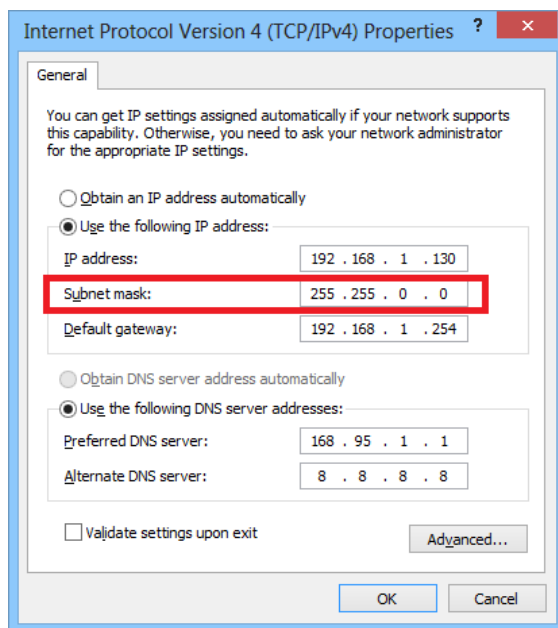 Internet Protocol Version 4 (TCP/IPv4) Properties ? ×
General
You can get IP settings assigned automatically if your network supports
this capability. Otherwise, you need to ask your network administrator
for the appropriate IP settings.
Obtain an IP address automatically
Use the following IP address:
IP address: 192 . 168 . 1 . 130
Subnet mask: 255 . 255 . 0 . 0
Default gateway: 192 . 168 . 1 . 254
Obtain DNS server address automatically
Use the following DNS server addresses:
Preferred DNS server: 168 . 95 . 1 . 1
Alternate DNS server: 8 . 8 . 8 . 8
Validate settings upon exit
Advanced...
OK Cancel